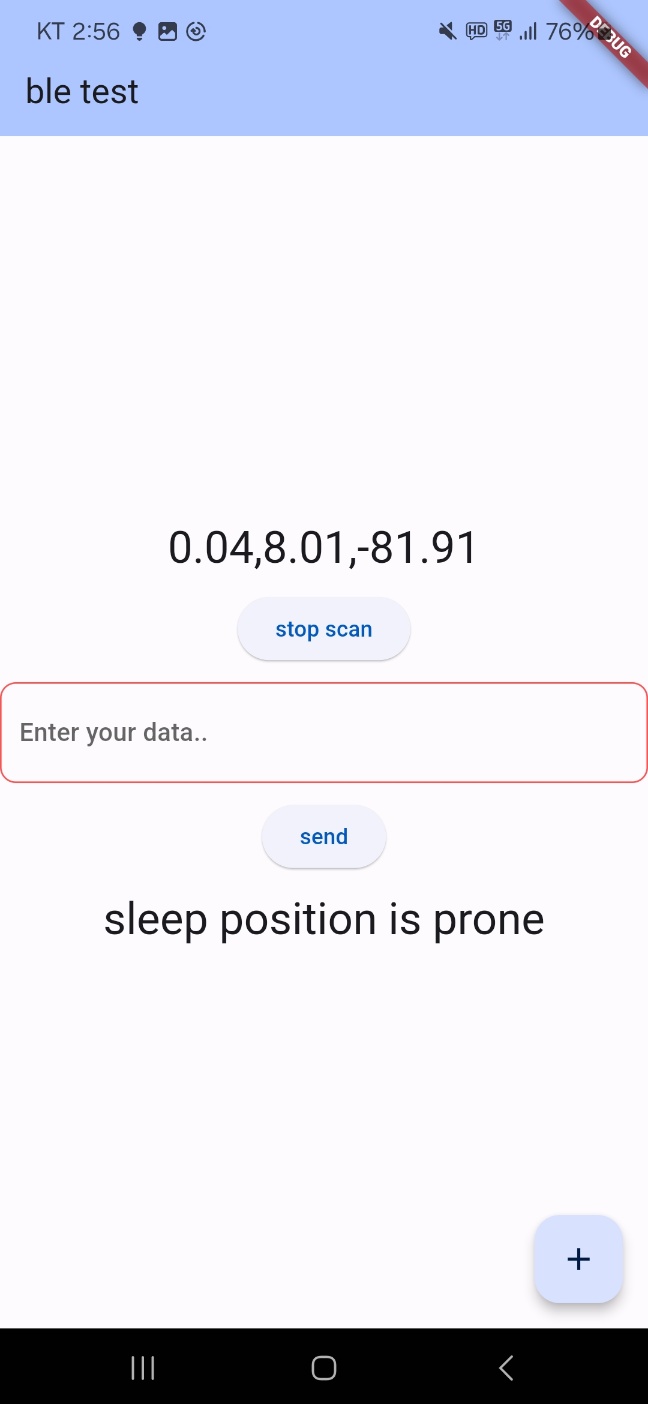 KT 2:56 HD 5G 76%
DEBUG
ble test
0.04,8.01,-81.91
stop scan
Enter your data..
send
sleep position is prone
+